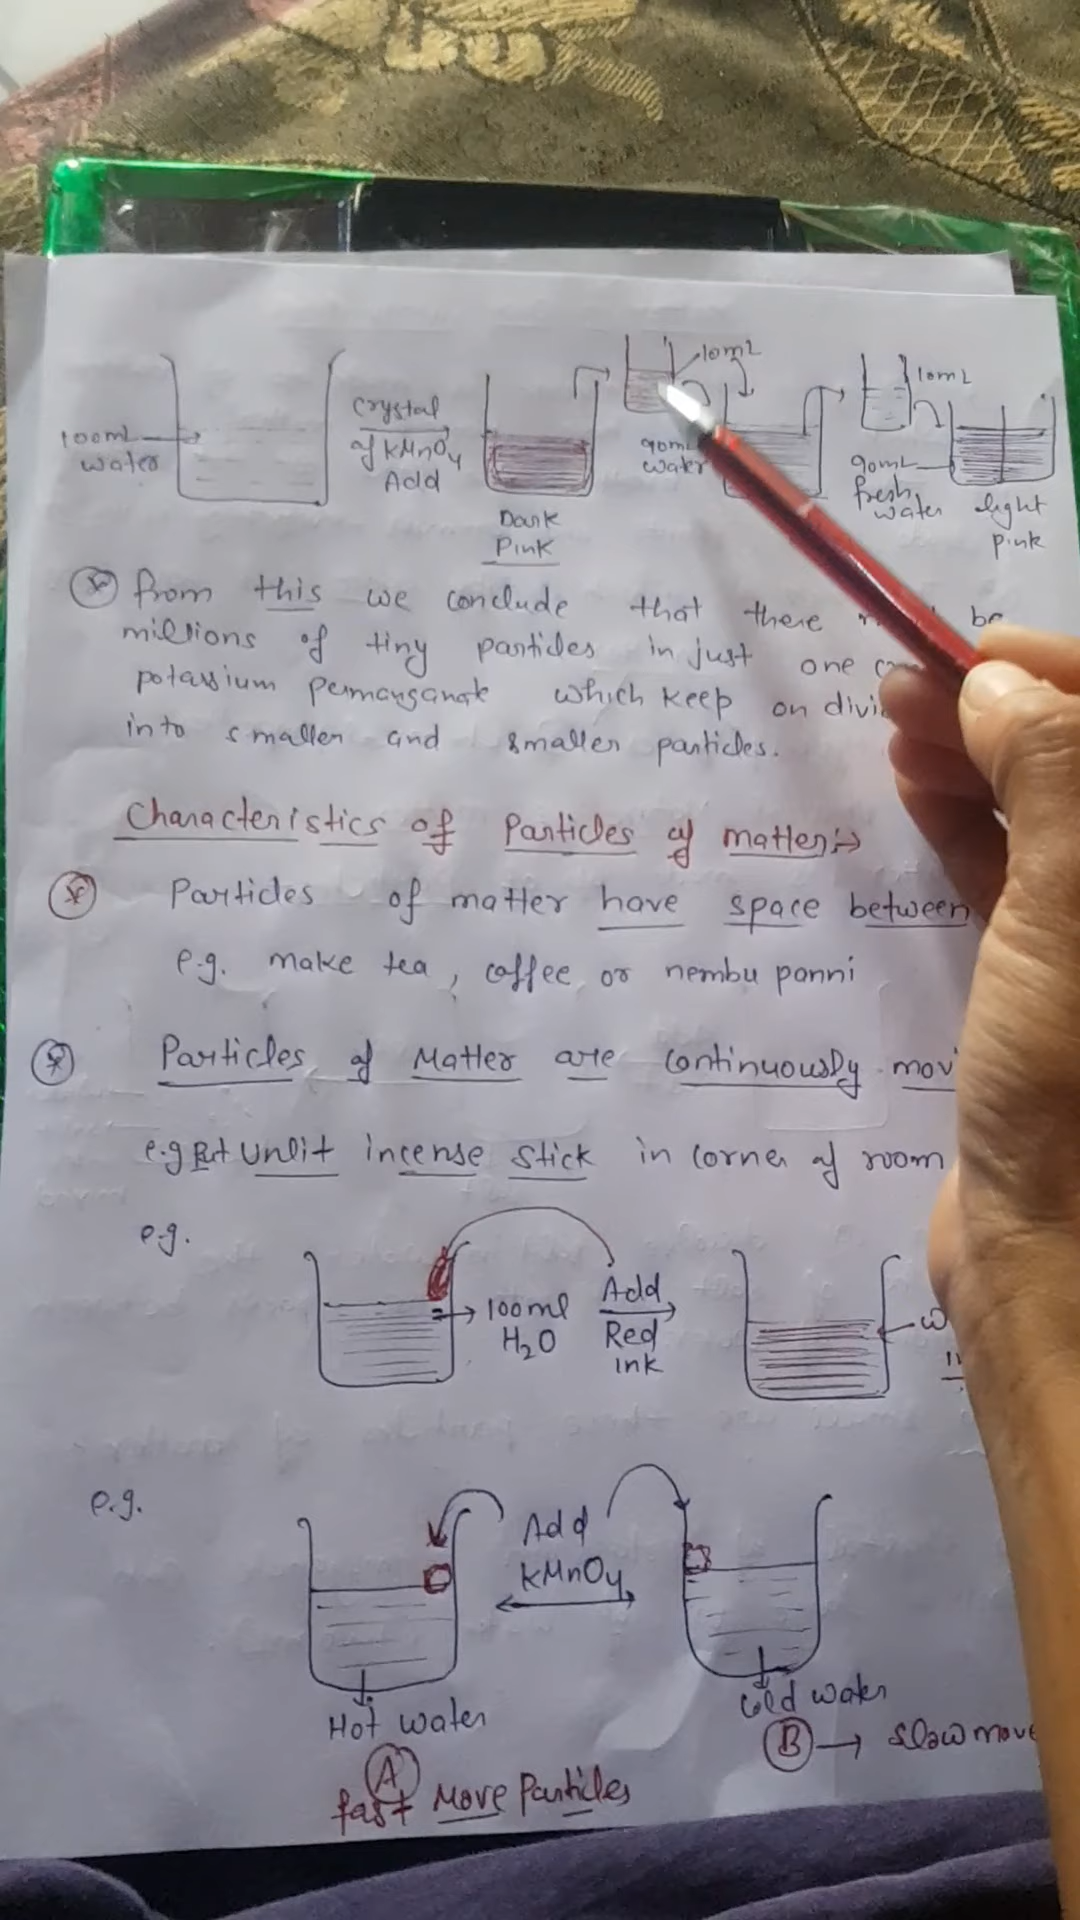 100mL
water
Crystal
of KMnO4
Add
Dark
Pink
10mL
90mL
water
10mL
90mL
fresh
water
light
pink
from this we conclude that there be
millions of tiny particles in just one
potassium permanganate which keep on
into smaller and smaller particles.
Characteristics of Particles of matter:→
Particles of matter have space between
e.g. make tea, coffee or nembu panni
Particles of Matter are continuously
e.g Put Unlit incense stick in corner of room
e.g.
100ml
H2O
Add
Red
ink
e.g.
Add
KMnO4
Hot water
A
fast Move Particles
Cold water
B → slow move